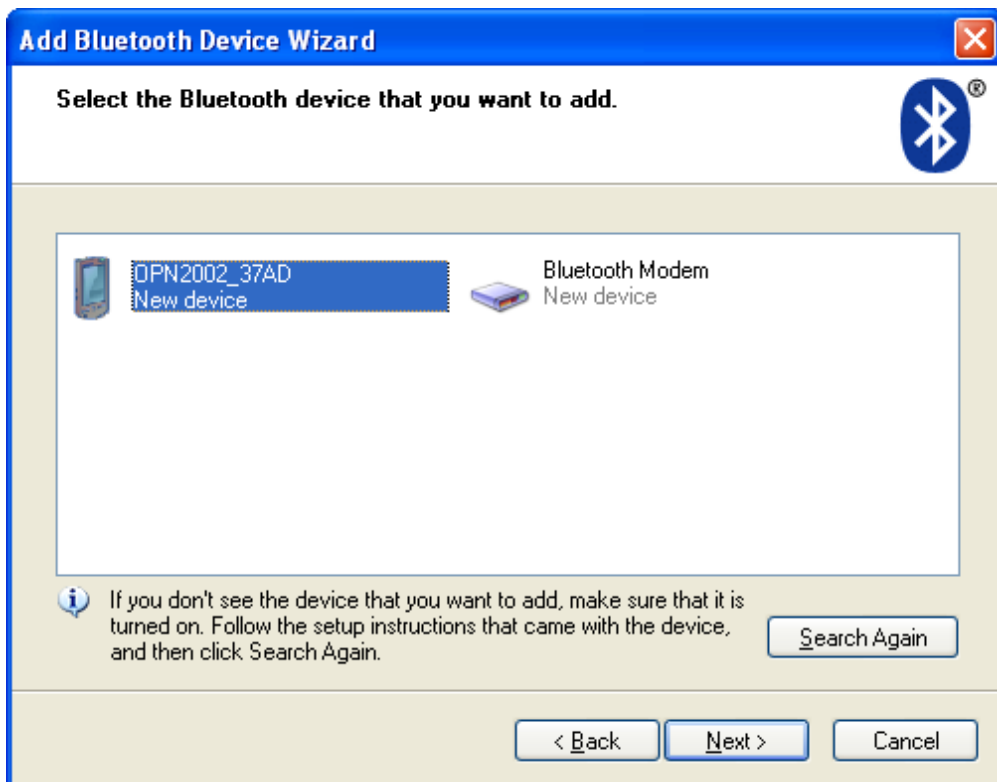 Add Bluetooth Device Wizard
Select the Bluetooth device that you want to add.
®
OPN2002_37AD
New device
Bluetooth Modem
New device
If you don't see the device that you want to add, make sure that it is
turned on. Follow the setup instructions that came with the device,
and then click Search Again.
Search Again
< Back
Next >
Cancel